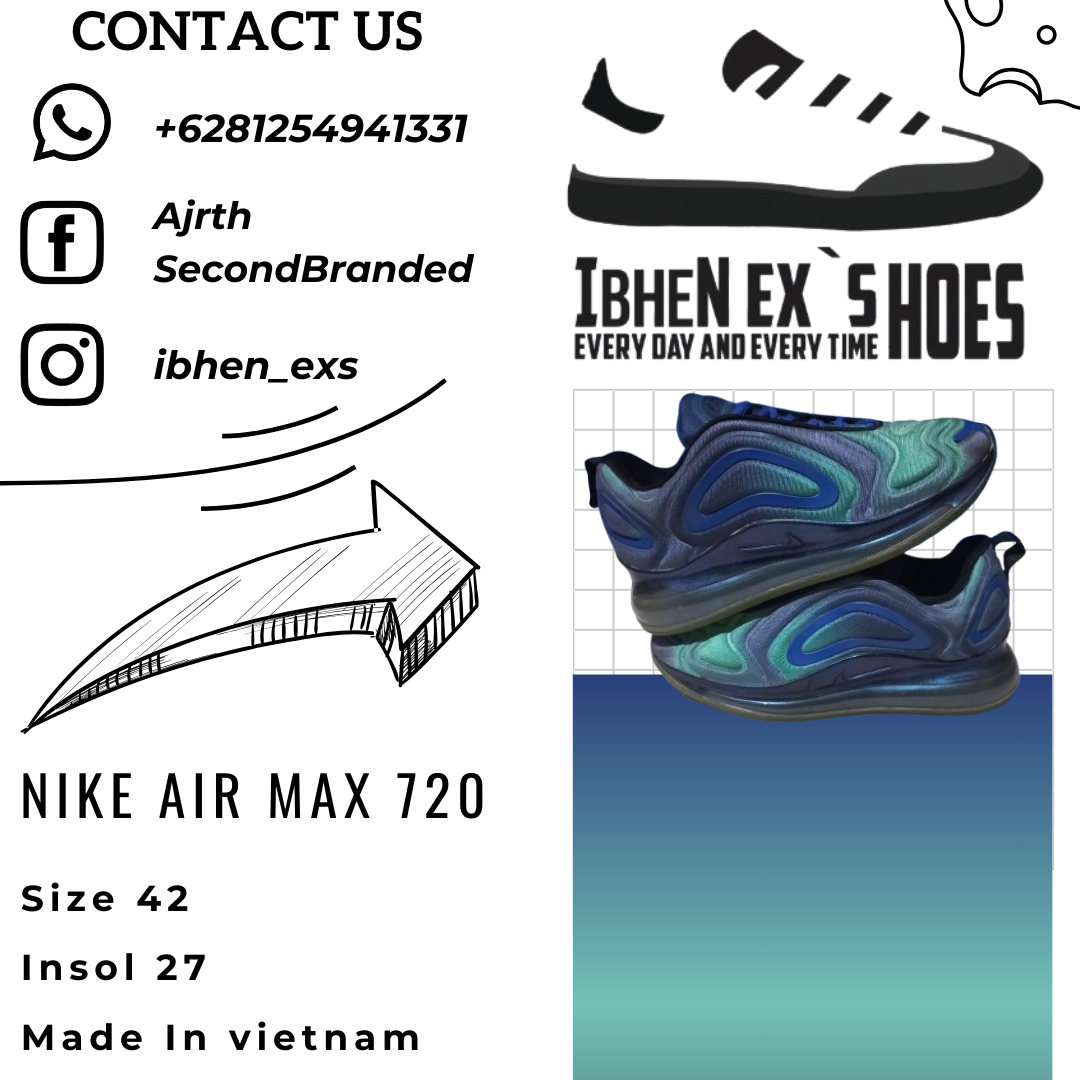 CONTACT US
+6281254941331
Ajrth
SecondBranded
ibhen_exs
IBHEN EX`SHOES
EVERY DAY AND EVERY TIME
NIKE AIR MAX 720
Size 42
Insol 27
Made In vietnam